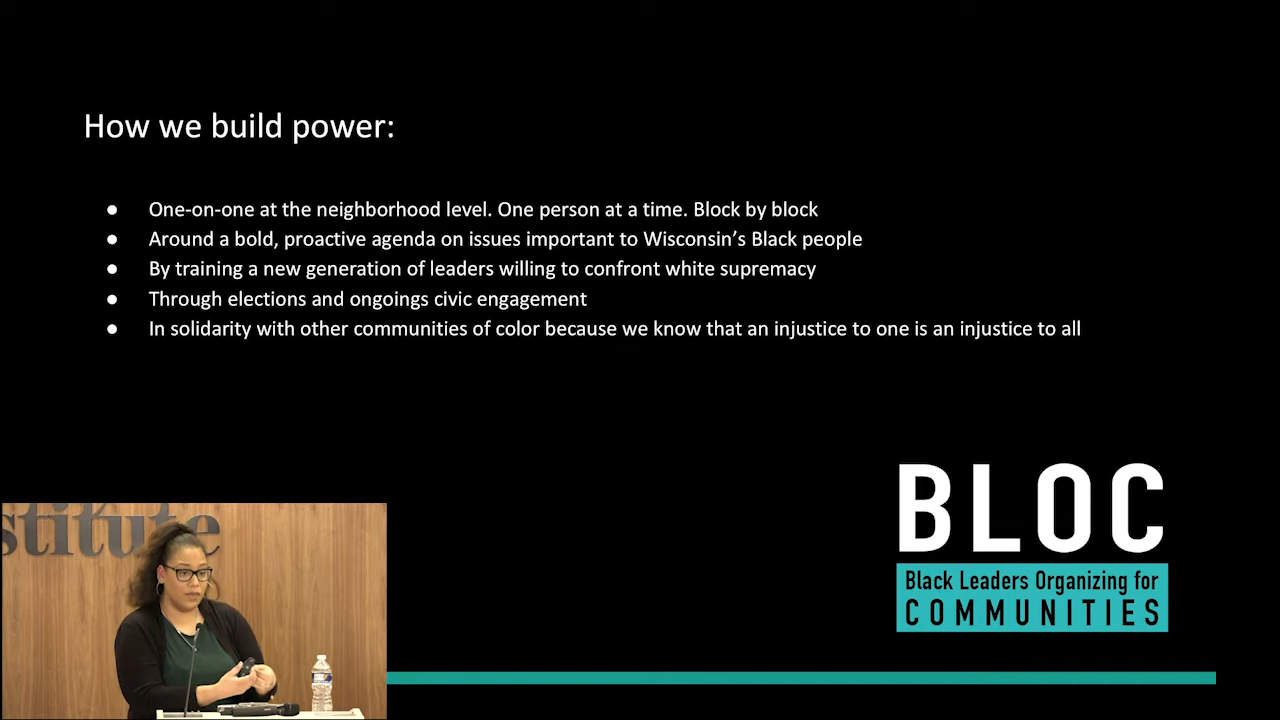 How we build power:
● One-on-one at the neighborhood level. One person at a time. Block by block
● Around a bold, proactive agenda on issues important to Wisconsin's Black people
● By training a new generation of leaders willing to confront white supremacy
● Through elections and ongoings civic engagement
● In solidarity with other communities of color because we know that an injustice to one is an injustice to all
BLOC
Black Leaders Organizing for
COMMUNITIES
stitute